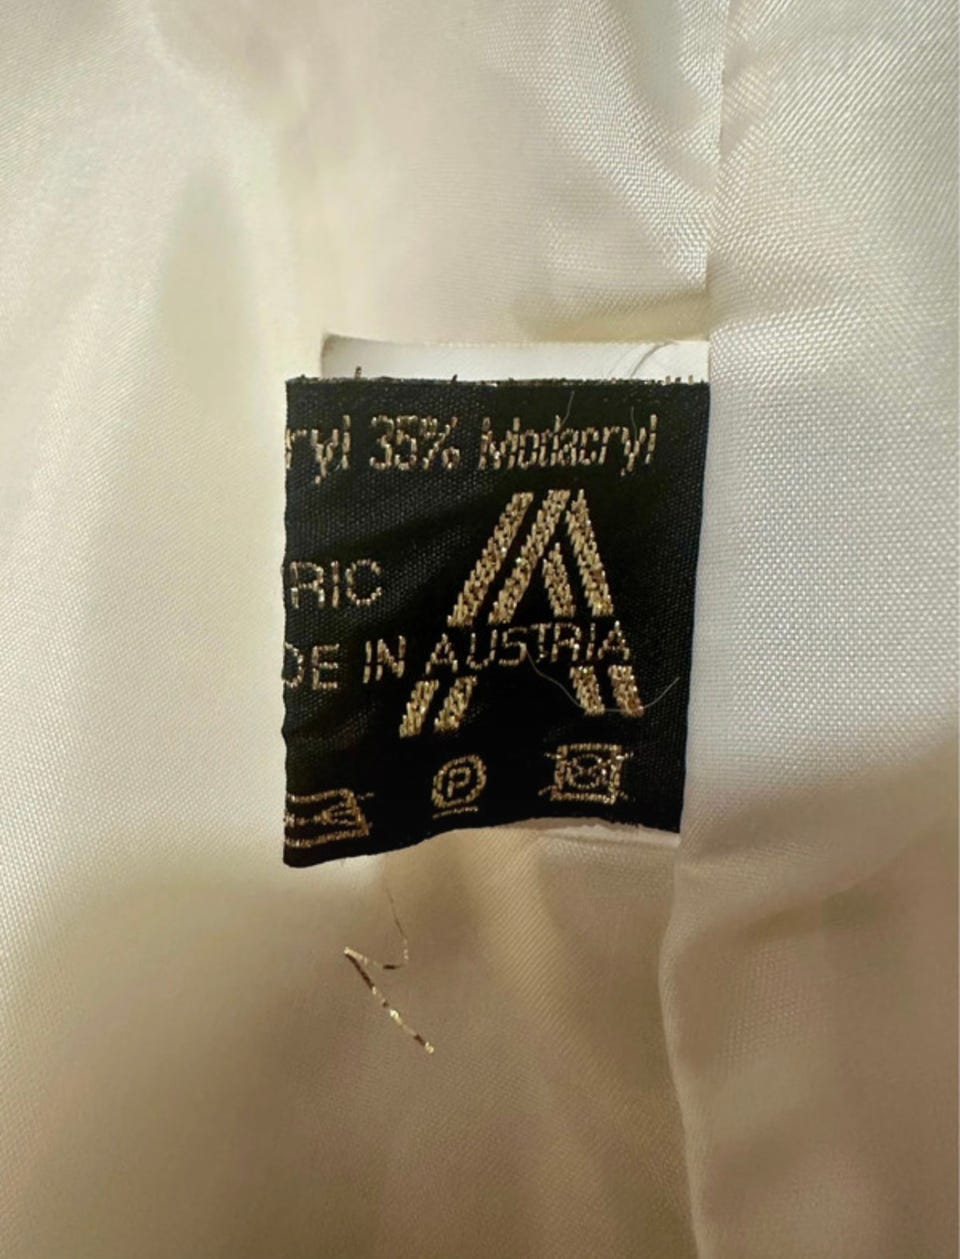 ryl 35% Modacryl
RIC
DE IN AUSTRIA
P